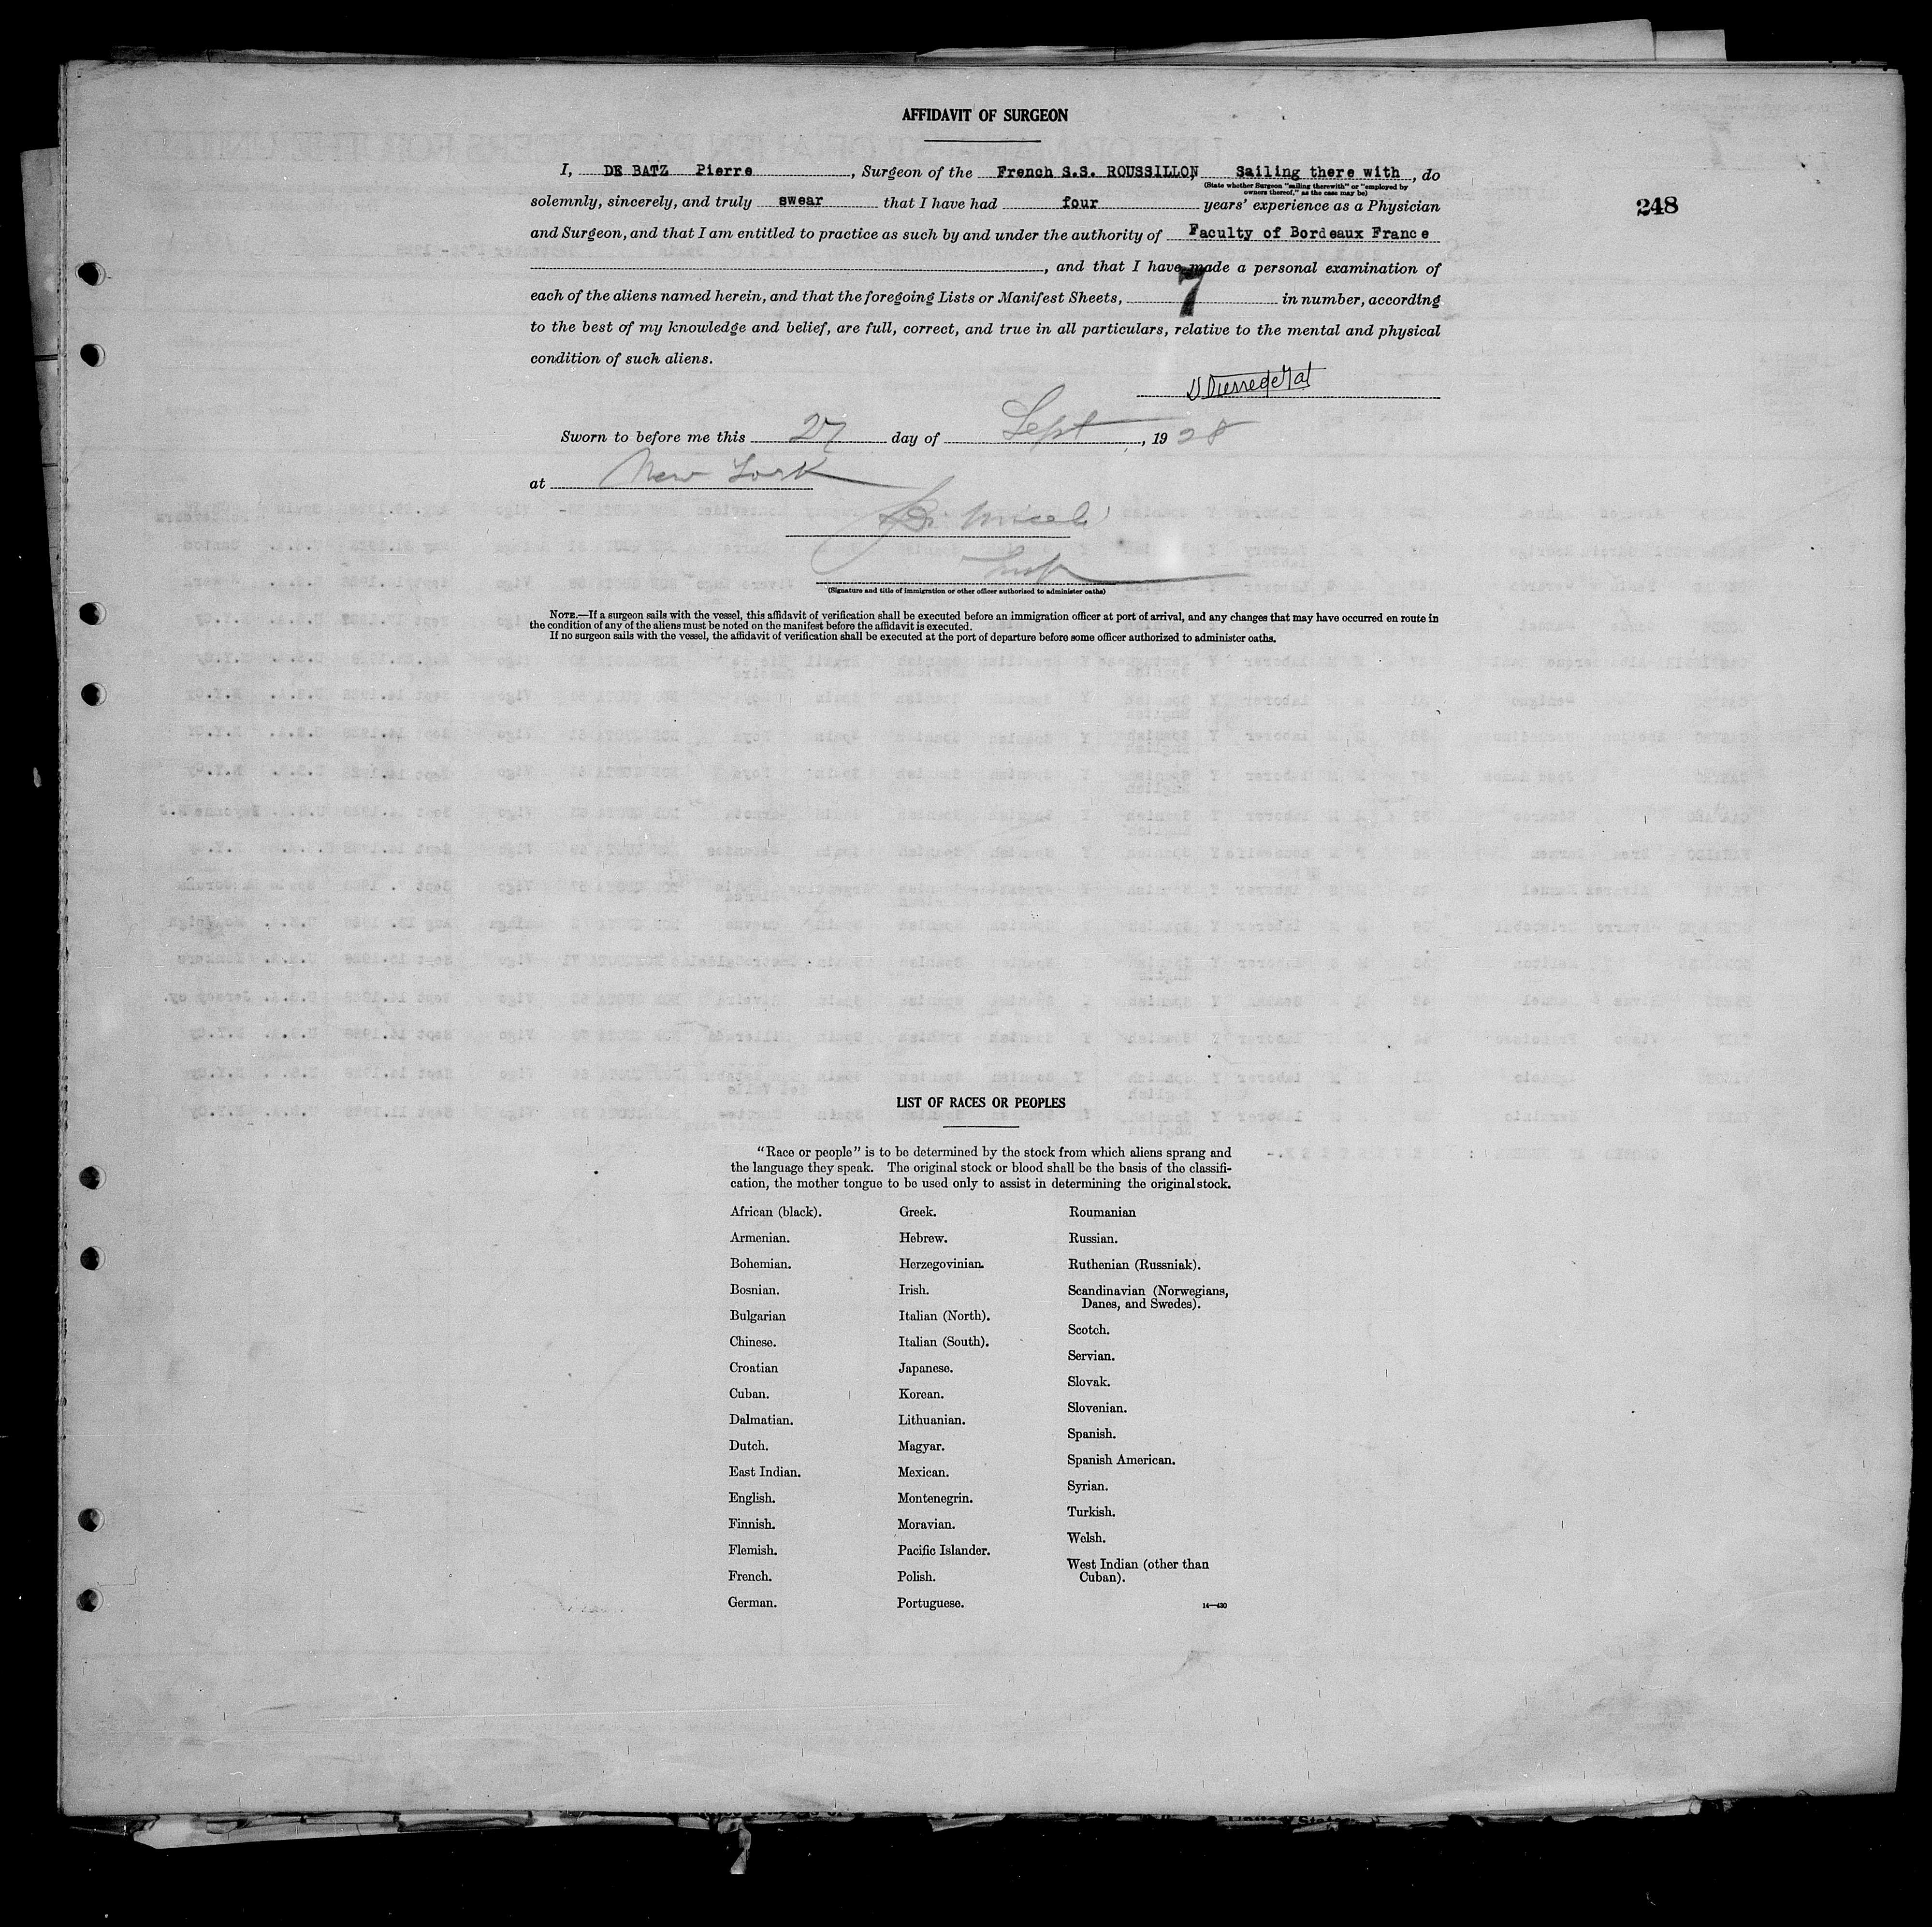 AFFIDAVIT OF SURGEON
248
I, DE BATZ Pierre, Surgeon of the French S.S. ROUSSILLON, Sailing there with, do
(State whether Surgeon "sailing therewith" or "employed by
owners thereof," as the case may be)
solemnly, sincerely, and truly swear that I have had four years' experience as a Physician
and Surgeon, and that I am entitled to practice as such by and under the authority of Faculty of Bordeaux France
, and that I have made a personal examination of
each of the aliens named herein, and that the foregoing Lists or Manifest Sheets, 7 in number, according
to the best of my knowledge and belief, are full, correct, and true in all particulars, relative to the mental and physical
condition of such aliens.
Sworn to before me this 27 day of Sept, 1928
at New York
Insp
(Signature and title of immigration or other officer authorized to administer oaths)
NOTE.—If a surgeon sails with the vessel, this affidavit of verification shall be executed before an immigration officer at port of arrival, and any changes that may have occurred en route in
the condition of any of the aliens must be noted on the manifest before the affidavit is executed.
If no surgeon sails with the vessel, the affidavit of verification shall be executed at the port of departure before some officer authorized to administer oaths.
LIST OF RACES OR PEOPLES
"Race or people" is to be determined by the stock from which aliens sprang and
the language they speak. The original stock or blood shall be the basis of the classifi-
cation, the mother tongue to be used only to assist in determining the original stock.
African (black).
Armenian.
Bohemian.
Bosnian.
Bulgarian
Chinese.
Croatian
Cuban.
Dalmatian.
Dutch.
East Indian.
English.
Finnish.
Flemish.
French.
German.
Greek.
Hebrew.
Herzegovinian.
Irish.
Italian (North).
Italian (South).
Japanese.
Korean.
Lithuanian.
Magyar.
Mexican.
Montenegrin.
Moravian.
Pacific Islander.
Polish.
Portuguese.
Roumanian
Russian.
Ruthenian (Russniak).
Scandinavian (Norwegians,
Danes, and Swedes).
Scotch.
Servian.
Slovak.
Slovenian.
Spanish.
Spanish American.
Syrian.
Turkish.
Welsh.
West Indian (other than
Cuban).
14—430